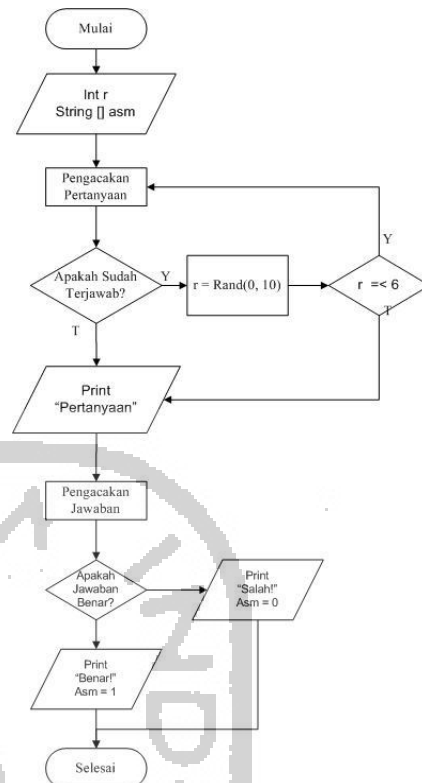 Mulai
Int r
String [] asm
Pengacakan
Pertanyaan
Y
Apakah Sudah
Terjawab?
Y
r = Rand(0, 10)
r =< 6
T
T
Print
“Pertanyaan”
Pengacakan
Jawaban
Apakah
Jawaban
Benar?
Print
“Salah!”
Asm = 0
Print
“Benar!”
Asm = 1
Selesai